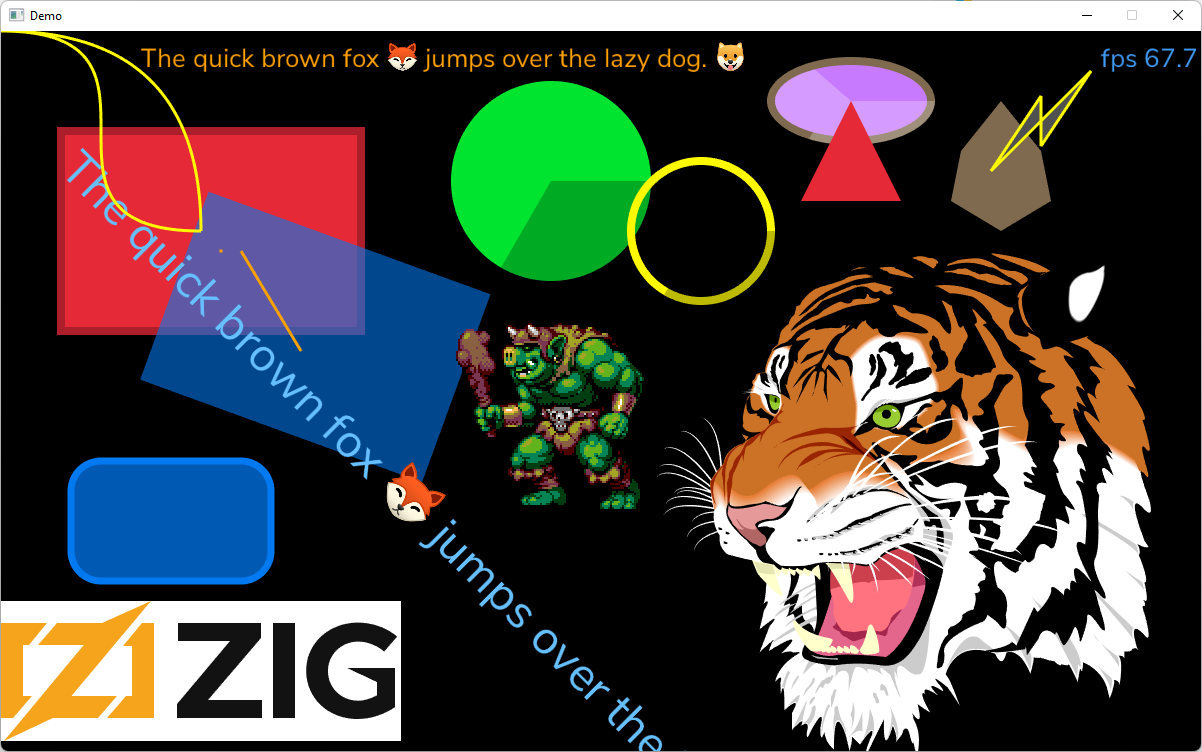 Demo
The quick brown fox 🦊 jumps over the lazy dog. 🐶
fps 67.7
The quick brown fox 🦊 jumps over the
ZIG